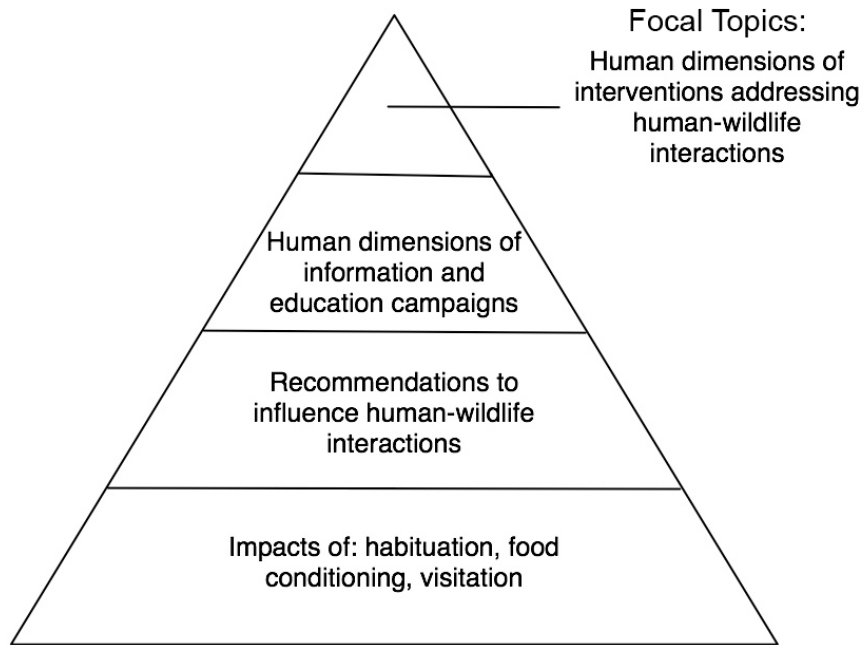 Focal Topics:
Human dimensions of
interventions addressing
human-wildlife
interactions
Human dimensions of
information and
education campaigns
Recommendations to
influence human-wildlife
interactions
Impacts of: habituation, food
conditioning, visitation